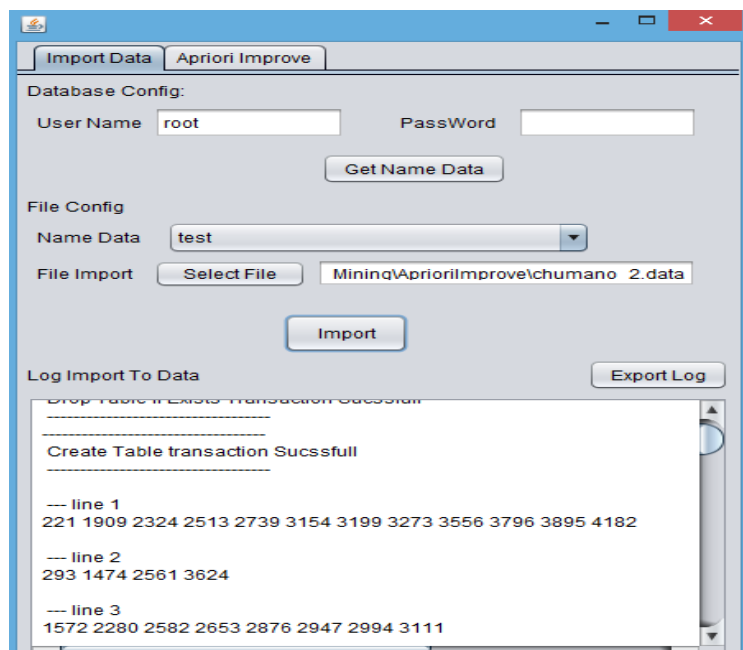 Import Data Apriori Improve
Database Config:
User Name root PassWord
Get Name Data
File Config
Name Data test
File Import Select File Mining\AprioriImprove\chumano 2.data
Import
Log Import To Data Export Log
Drop Table If Exists Transaction Sucssfull
----------------------------------
----------------------------------
Create Table transaction Sucssfull
----------------------------------
--- line 1
221 1909 2324 2513 2739 3154 3199 3273 3556 3796 3895 4182
--- line 2
293 1474 2561 3624
--- line 3
1572 2280 2582 2653 2876 2947 2994 3111